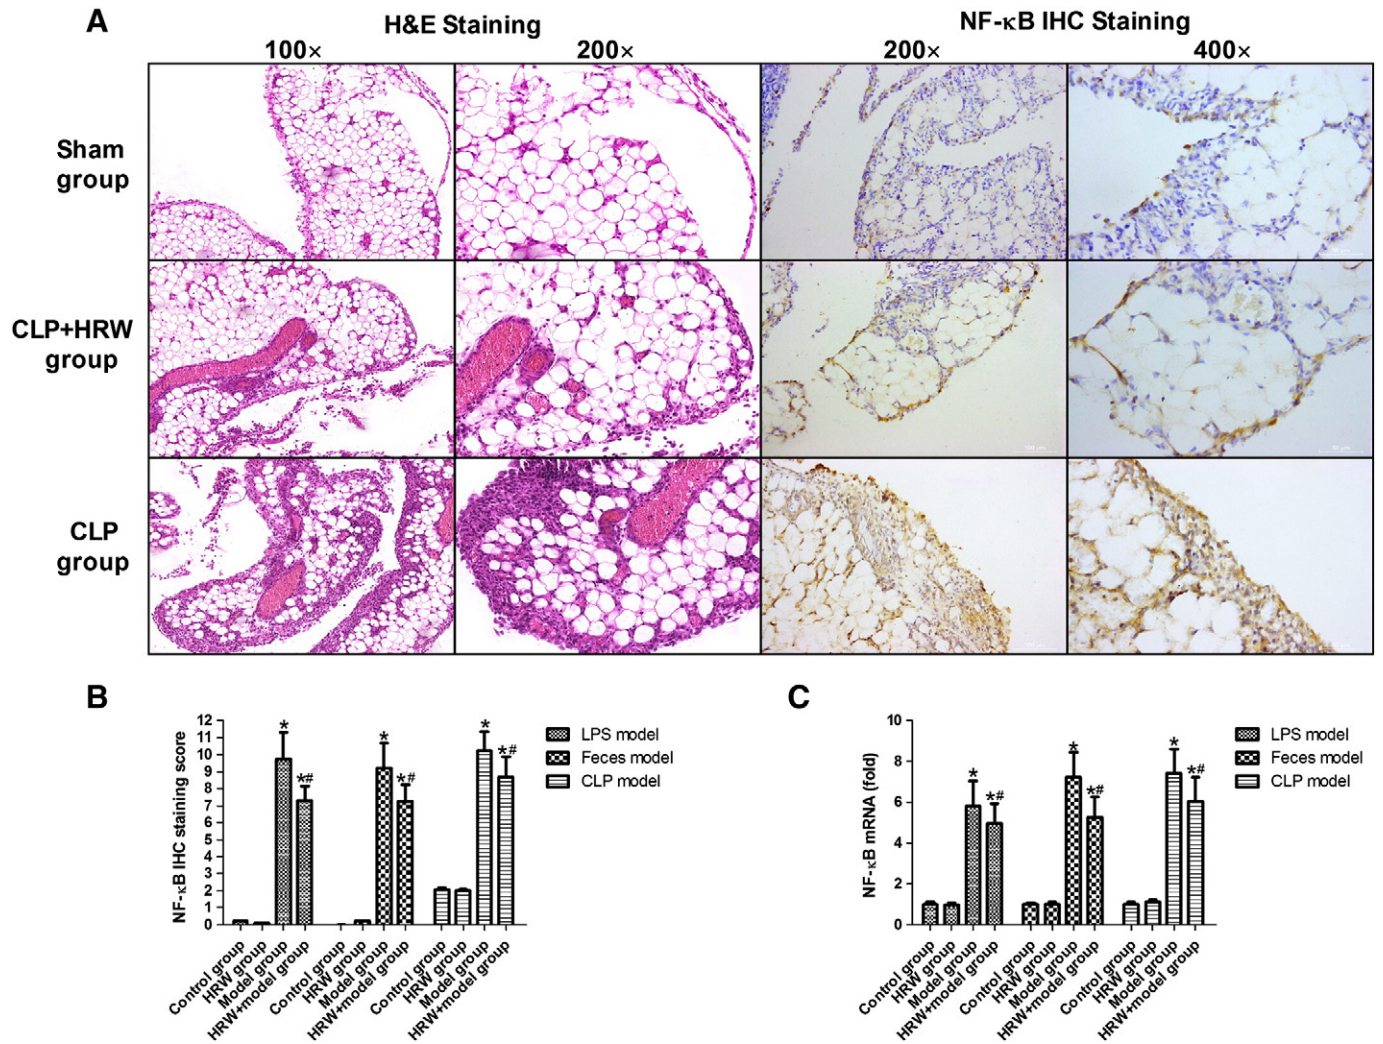 A
H&E Staining
NF-κB IHC Staining
100×
200×
200×
400×
Sham
group
CLP+HRW
group
CLP
group
B
NF-κB IHC staining score
12
11
10
9
8
7
6
5
4
3
2
1
0
*
*#
*
*#
*
*#
Control group
HRW group
Model group
HRW+model group
Control group
HRW group
Model group
HRW+model group
Control group
HRW group
Model group
HRW+model group
LPS model
Feces model
CLP model
C
NF-κB mRNA (fold)
10
8
6
4
2
0
*
*#
*
*#
*
*#
Control group
HRW group
Model group
HRW+model group
Control group
HRW group
Model group
HRW+model group
Control group
HRW group
Model group
HRW+model group
LPS model
Feces model
CLP model